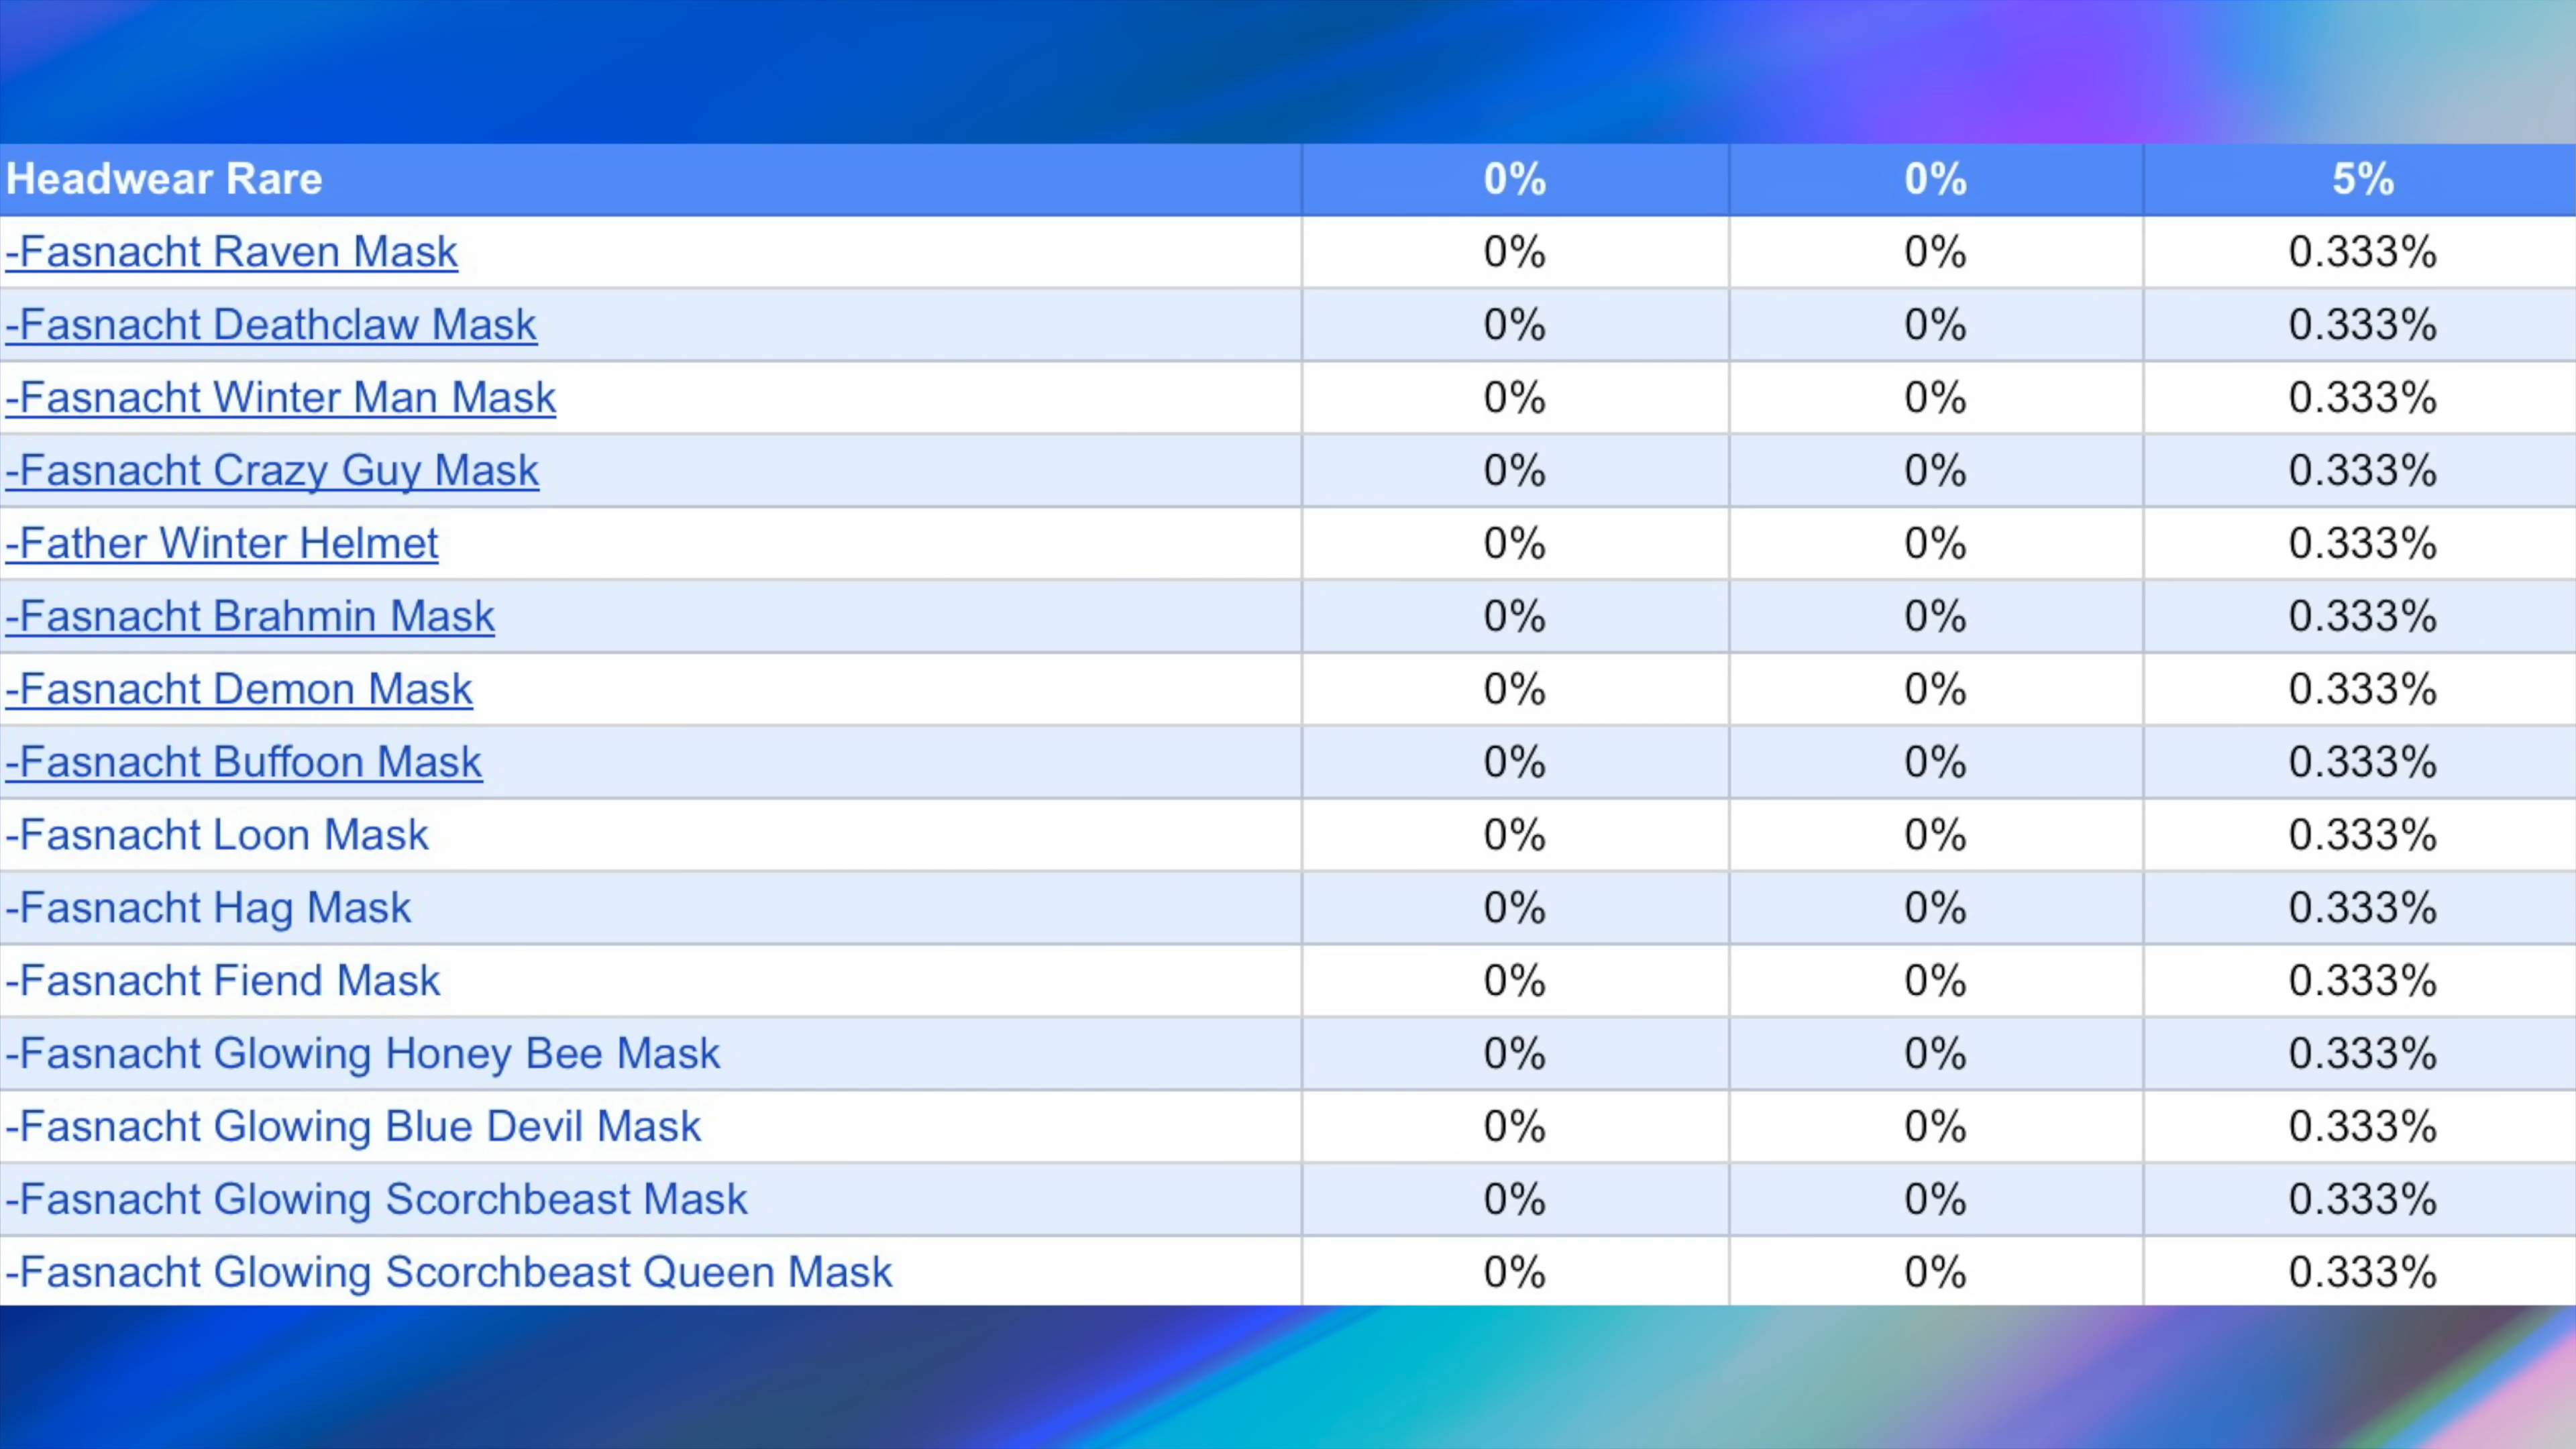 Headwear Rare 0% 0% 5%
-Fasnacht Raven Mask 0% 0% 0.333%
-Fasnacht Deathclaw Mask 0% 0% 0.333%
-Fasnacht Winter Man Mask 0% 0% 0.333%
-Fasnacht Crazy Guy Mask 0% 0% 0.333%
-Father Winter Helmet 0% 0% 0.333%
-Fasnacht Brahmin Mask 0% 0% 0.333%
-Fasnacht Demon Mask 0% 0% 0.333%
-Fasnacht Buffoon Mask 0% 0% 0.333%
-Fasnacht Loon Mask 0% 0% 0.333%
-Fasnacht Hag Mask 0% 0% 0.333%
-Fasnacht Fiend Mask 0% 0% 0.333%
-Fasnacht Glowing Honey Bee Mask 0% 0% 0.333%
-Fasnacht Glowing Blue Devil Mask 0% 0% 0.333%
-Fasnacht Glowing Scorchbeast Mask 0% 0% 0.333%
-Fasnacht Glowing Scorchbeast Queen Mask 0% 0% 0.333%